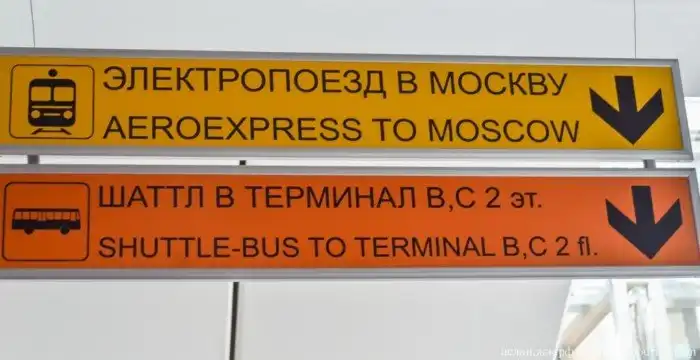 ЭЛЕКТРОПОЕЗД В МОСКВУ
AEROEXPRESS TO MOSCOW
ШАТТЛ В ТЕРМИНАЛ B,C 2 эт.
SHUTTLE-BUS TO TERMINAL B,C 2 fl.